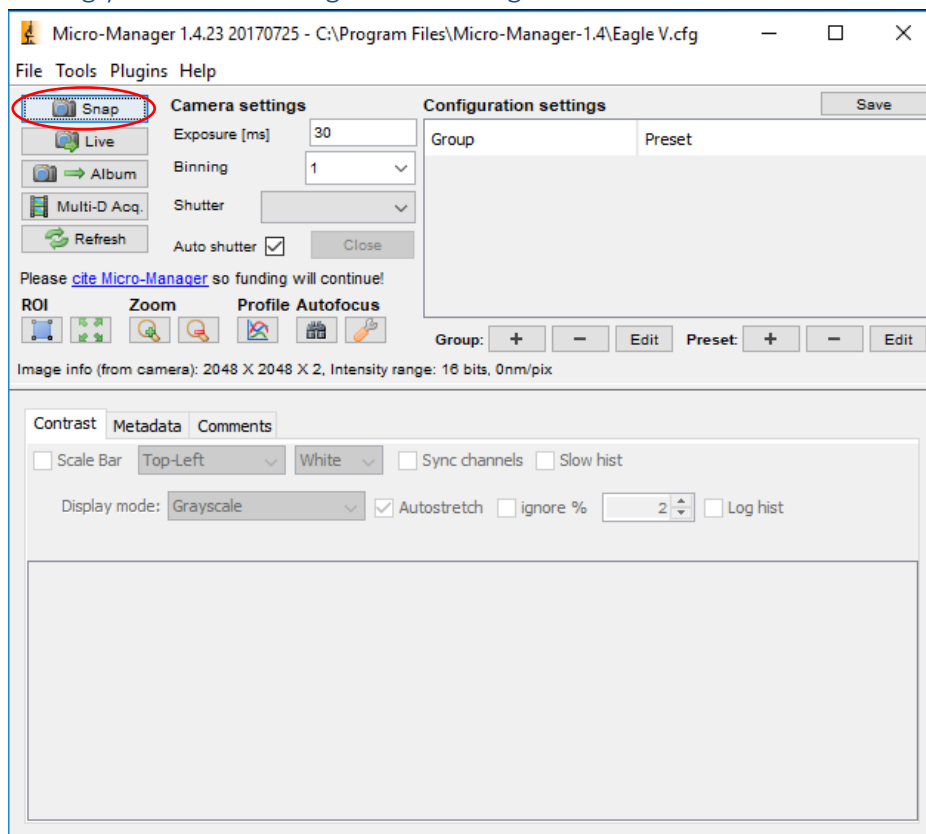 Micro-Manager 1.4.23 20170725 - C:\Program Files\Micro-Manager-1.4\Eagle V.cfg
File Tools Plugins Help
Snap Camera settings Configuration settings Save
Exposure [ms] 30 Group Preset
Live
Binning 1
Album
Multi-D Acq. Shutter
Refresh Auto shutter Close
Please cite Micro-Manager so funding will continue!
ROI Zoom Profile Autofocus
Group: + - Edit Preset: + - Edit
Image info (from camera): 2048 X 2048 X 2, Intensity range: 16 bits, 0nm/pix
Contrast Metadata Comments
Scale Bar Top-Left White Sync channels Slow hist
Display mode: Grayscale Autostretch ignore % 2 Log hist